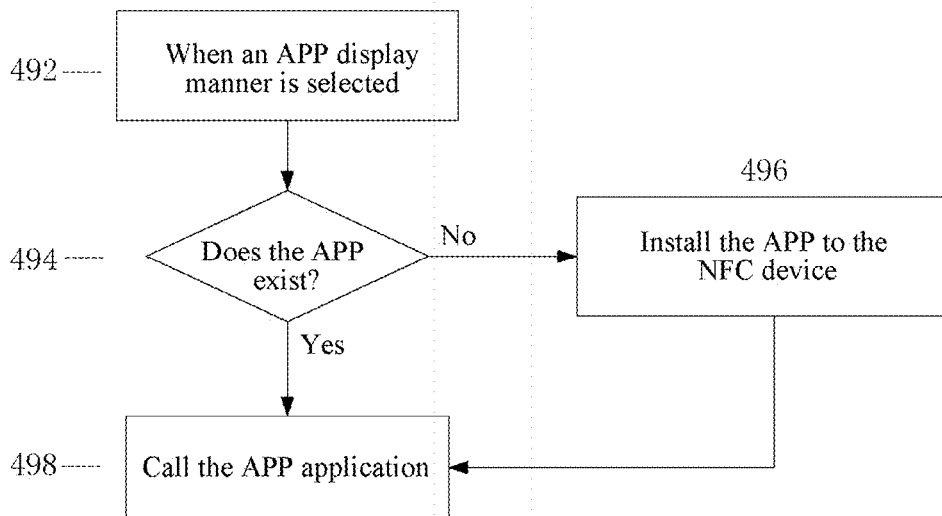 492
When an APP display
manner is selected
496
494
Does the APP
exist?
No
Install the APP to the
NFC device
Yes
498
Call the APP application